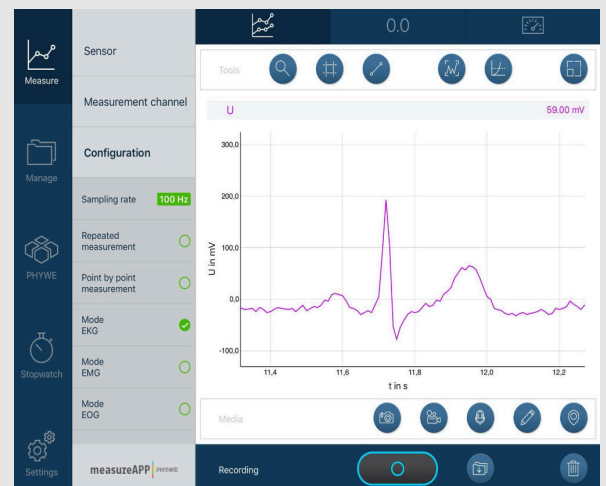 0.0
Measure
Sensor
Tools
Measurement channel
U 59.00 mV
Manage
Configuration
Sampling rate 100 Hz
Repeated
measurement
PHYWE
Point by point
measurement
Mode
EKG
Stopwatch
Mode
EMG
Mode
EOG
Settings
measureAPP PHYWE
300,0
200,0
100,0
0,0
-100,0
U in mV
11,4 11,6 11,8 12,0 12,2
t in s
Media
Recording